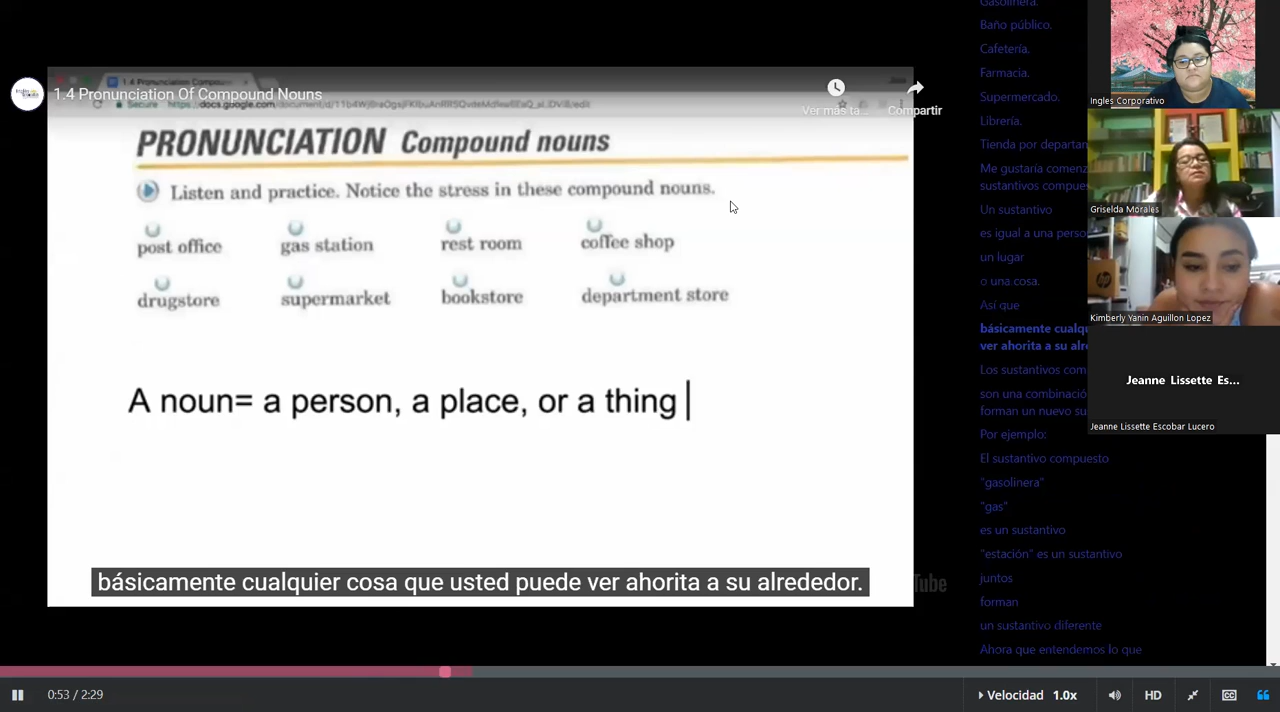 1.4 Pronunciation Of Compound Nouns
Ver más ta...
Compartir
PRONUNCIATION Compound nouns
Listen and practice. Notice the stress in these compound nouns.
post office gas station rest room coffee shop
drugstore supermarket bookstore department store
A noun= a person, a place, or a thing
básicamente cualquier cosa que usted puede ver ahorita a su alrededor.
Tube
0:53 / 2:29
Velocidad 1.0x
HD
CC
Gasolinera.
Baño público.
Cafetería.
Farmacia.
Supermercado.
Librería.
Tienda por departan
Me gustaría comenz
sustantivos compues
Un sustantivo
es igual a una person
un lugar
o una cosa.
Así que
básicamente cualqu
ver ahorita a su alre
Los sustantivos com
son una combinació
forman un nuevo su
Por ejemplo:
El sustantivo compuesto
"gasolinera"
"gas"
es un sustantivo
"estación" es un sustantivo
juntos
forman
un sustantivo diferente
Ahora que entendemos lo que
Ingles Corporativo
Griselda Morales
Kimberly Yanin Aguillon Lopez
Jeanne Lissette Es...
Jeanne Lissette Escobar Lucero